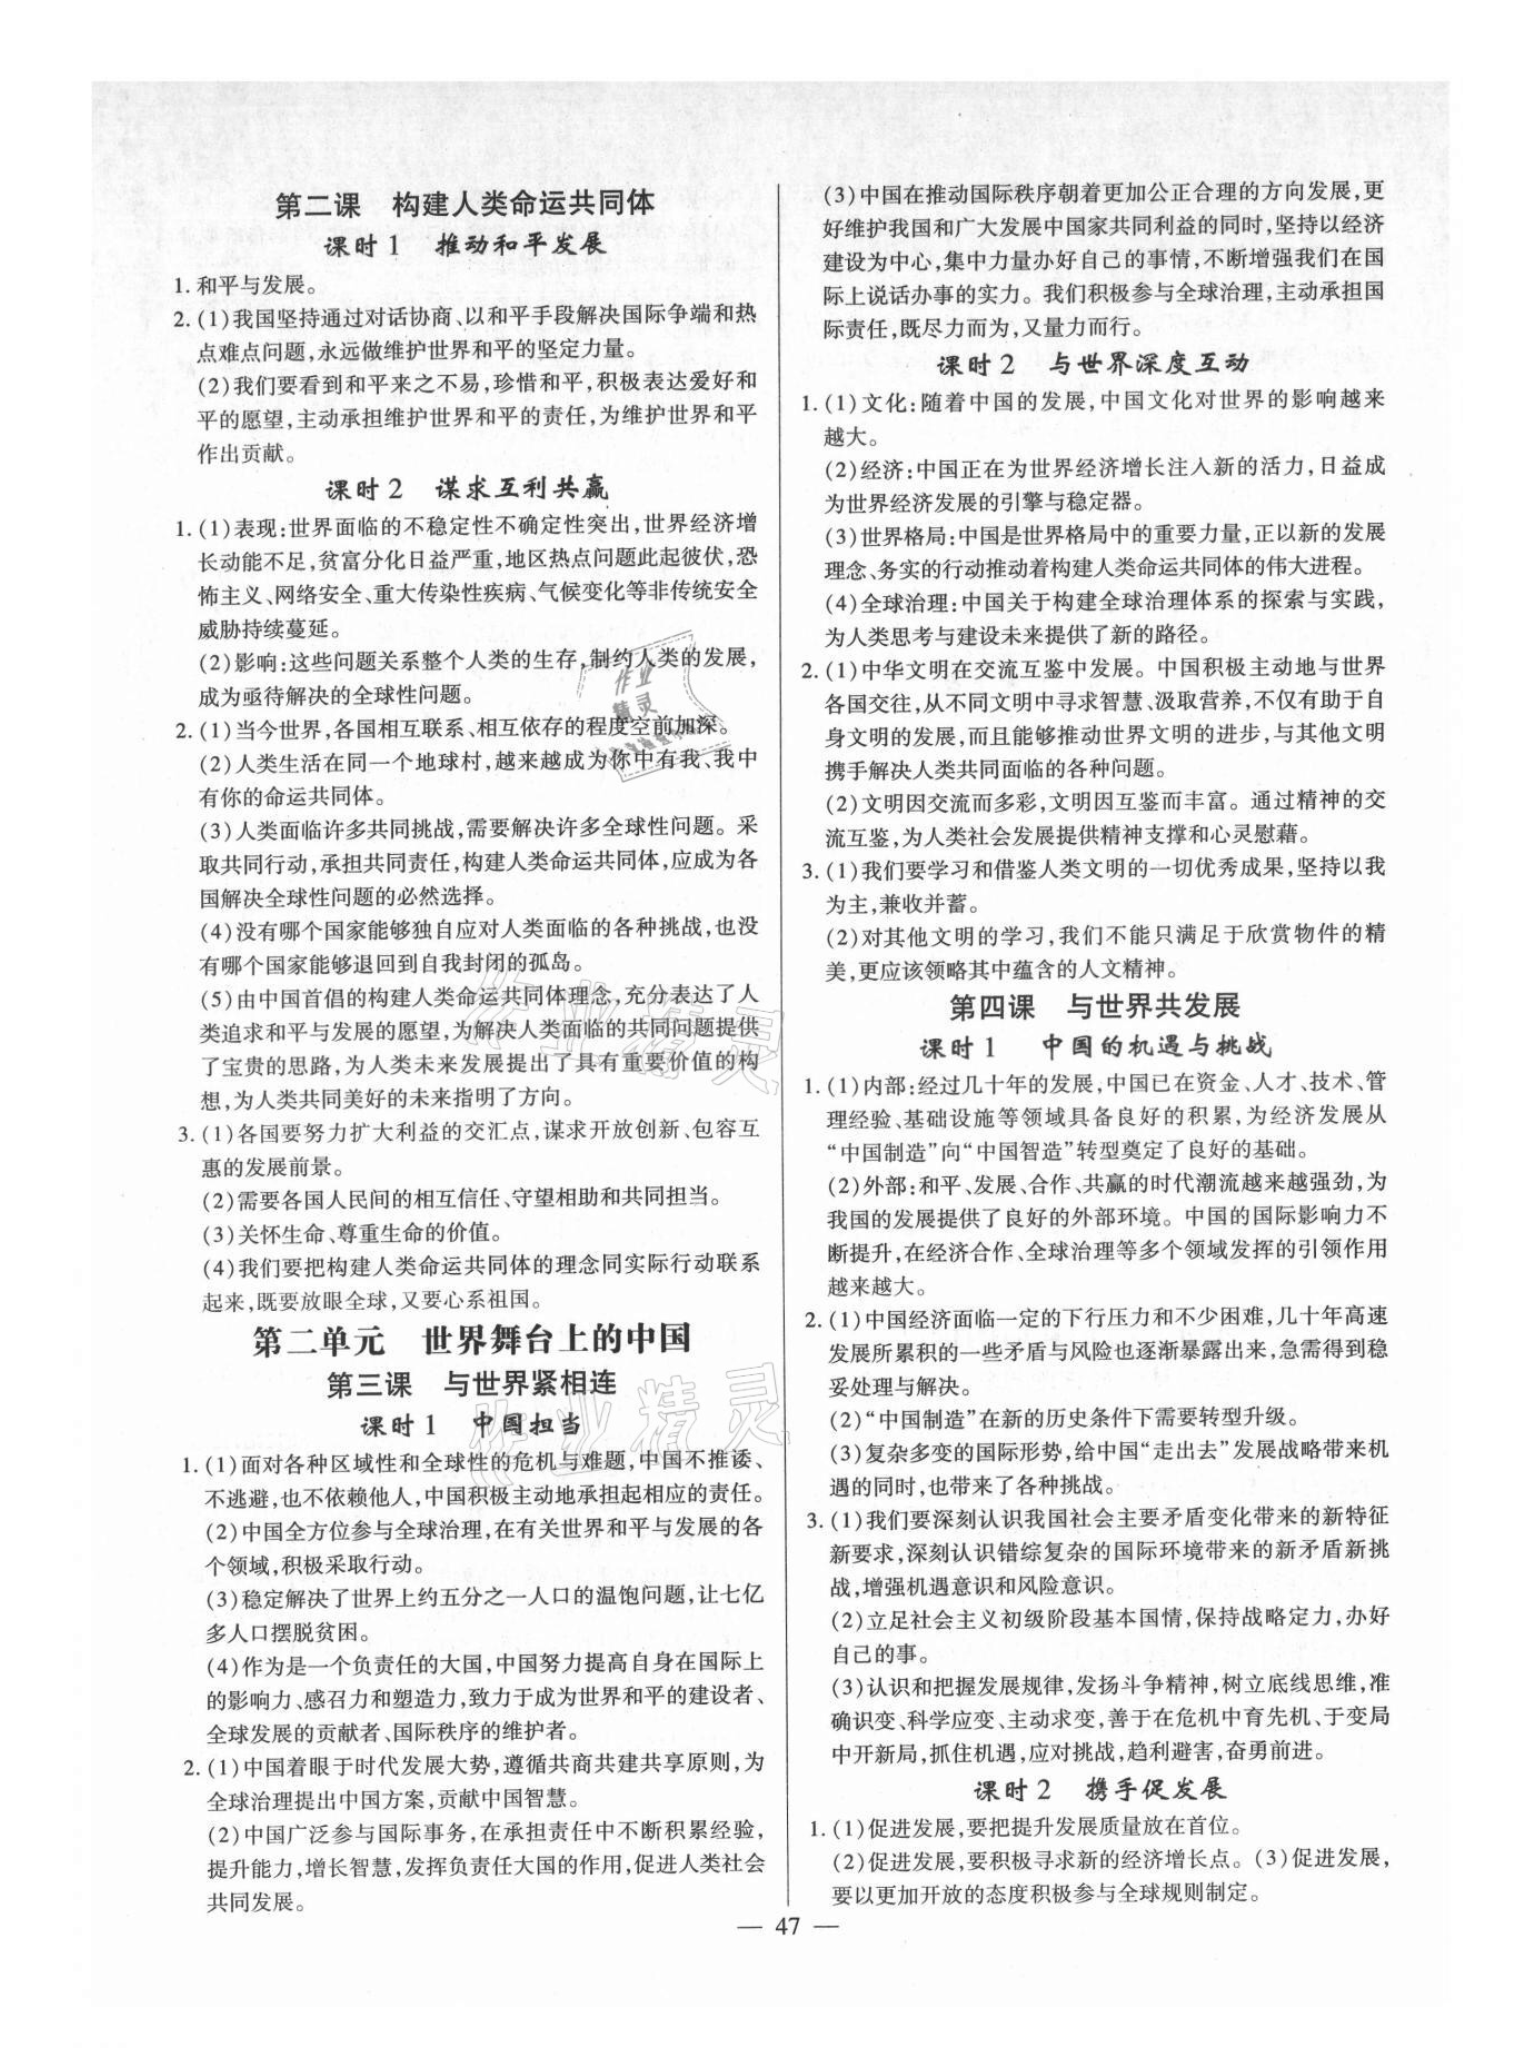 第二课　构建人类命运共同体
课时1　推动和平发展
1. 和平与发展。
2. (1)我国坚持通过对话协商、以和平手段解决国际争端和热
点难点问题,永远做维护世界和平的坚定力量。
(2)我们要看到和平来之不易,珍惜和平,积极表达爱好和
平的愿望,主动承担维护世界和平的责任,为维护世界和平
作出贡献。
课时2　谋求互利共赢
1. (1)表现:世界面临的不稳定性不确定性突出,世界经济增
长动能不足,贫富分化日益严重,地区热点问题此起彼伏,恐
怖主义、网络安全、重大传染性疾病、气候变化等非传统安全
威胁持续蔓延。
(2)影响:这些问题关系整个人类的生存,制约人类的发展,
成为亟待解决的全球性问题。
2. (1)当今世界,各国相互联系、相互依存的程度空前加深。
(2)人类生活在同一个地球村,越来越成为你中有我、我中
有你的命运共同体。
(3)人类面临许多共同挑战,需要解决许多全球性问题。采
取共同行动,承担共同责任,构建人类命运共同体,应成为各
国解决全球性问题的必然选择。
(4)没有哪个国家能够独自应对人类面临的各种挑战,也没
有哪个国家能够退回到自我封闭的孤岛。
(5)由中国首倡的构建人类命运共同体理念,充分表达了人
类追求和平与发展的愿望,为解决人类面临的共同问题提供
了宝贵的思路,为人类未来发展提出了具有重要价值的构
想,为人类共同美好的未来指明了方向。
3. (1)各国要努力扩大利益的交汇点,谋求开放创新、包容互
惠的发展前景。
(2)需要各国人民间的相互信任、守望相助和共同担当。
(3)关怀生命、尊重生命的价值。
(4)我们要把构建人类命运共同体的理念同实际行动联系
起来,既要放眼全球,又要心系祖国。
第二单元　世界舞台上的中国
第三课　与世界紧相连
课时1　中国担当
1. (1)面对各种区域性和全球性的危机与难题,中国不推诿、
不逃避,也不依赖他人,中国积极主动地承担起相应的责任。
(2)中国全方位参与全球治理,在有关世界和平与发展的各
个领域,积极采取行动。
(3)稳定解决了世界上约五分之一人口的温饱问题,让七亿
多人口摆脱贫困。
(4)作为是一个负责任的大国,中国努力提高自身在国际上
的影响力、感召力和塑造力,致力于成为世界和平的建设者、
全球发展的贡献者、国际秩序的维护者。
2. (1)中国着眼于时代发展大势,遵循共商共建共享原则,为
全球治理提出中国方案,贡献中国智慧。
(2)中国广泛参与国际事务,在承担责任中不断积累经验,
提升能力,增长智慧,发挥负责任大国的作用,促进人类社会
共同发展。
(3)中国在推动国际秩序朝着更加公正合理的方向发展,更
好维护我国和广大发展中国家共同利益的同时,坚持以经济
建设为中心,集中力量办好自己的事情,不断增强我们在国
际上说话办事的实力。我们积极参与全球治理,主动承担国
际责任,既尽力而为,又量力而行。
课时2　与世界深度互动
1. (1)文化:随着中国的发展,中国文化对世界的影响越来
越大。
(2)经济:中国正在为世界经济增长注入新的活力,日益成
为世界经济发展的引擎与稳定器。
(3)世界格局:中国是世界格局中的重要力量,正以新的发展
理念、务实的行动推动着构建人类命运共同体的伟大进程。
(4)全球治理:中国关于构建全球治理体系的探索与实践,
为人类思考与建设未来提供了新的路径。
2. (1)中华文明在交流互鉴中发展。中国积极主动地与世界
各国交往,从不同文明中寻求智慧、汲取营养,不仅有助于自
身文明的发展,而且能够推动世界文明的进步,与其他文明
携手解决人类共同面临的各种问题。
(2)文明因交流而多彩,文明因互鉴而丰富。通过精神的交
流互鉴,为人类社会发展提供精神支撑和心灵慰藉。
3. (1)我们要学习和借鉴人类文明的一切优秀成果,坚持以我
为主,兼收并蓄。
(2)对其他文明的学习,我们不能只满足于欣赏物件的精
美,更应该领略其中蕴含的人文精神。
第四课　与世界共发展
课时1　中国的机遇与挑战
1. (1)内部:经过几十年的发展,中国已在资金、人才、技术、管
理经验、基础设施等领域具备良好的积累,为经济发展从
“中国制造”向“中国智造”转型奠定了良好的基础。
(2)外部:和平、发展、合作、共赢的时代潮流越来越强劲,为
我国的发展提供了良好的外部环境。中国的国际影响力不
断提升,在经济合作、全球治理等多个领域发挥的引领作用
越来越大。
2. (1)中国经济面临一定的下行压力和不少困难,几十年高速
发展所累积的一些矛盾与风险也逐渐暴露出来,急需得到稳
妥处理与解决。
(2)“中国制造”在新的历史条件下需要转型升级。
(3)复杂多变的国际形势,给中国“走出去”发展战略带来机
遇的同时,也带来了各种挑战。
3. (1)我们要深刻认识我国社会主要矛盾变化带来的新特征
新要求,深刻认识错综复杂的国际环境带来的新矛盾新挑
战,增强机遇意识和风险意识。
(2)立足社会主义初级阶段基本国情,保持战略定力,办好
自己的事。
(3)认识和把握发展规律,发扬斗争精神,树立底线思维,准
确识变、科学应变、主动求变,善于在危机中育先机、于变局
中开新局,抓住机遇,应对挑战,趋利避害,奋勇前进。
课时2　携手促发展
1. (1)促进发展,要把提升发展质量放在首位。
(2)促进发展,要积极寻求新的经济增长点。(3)促进发展,
要以更加开放的态度积极参与全球规则制定。
— 47 —
作业
精灵
作业精灵
作业精灵